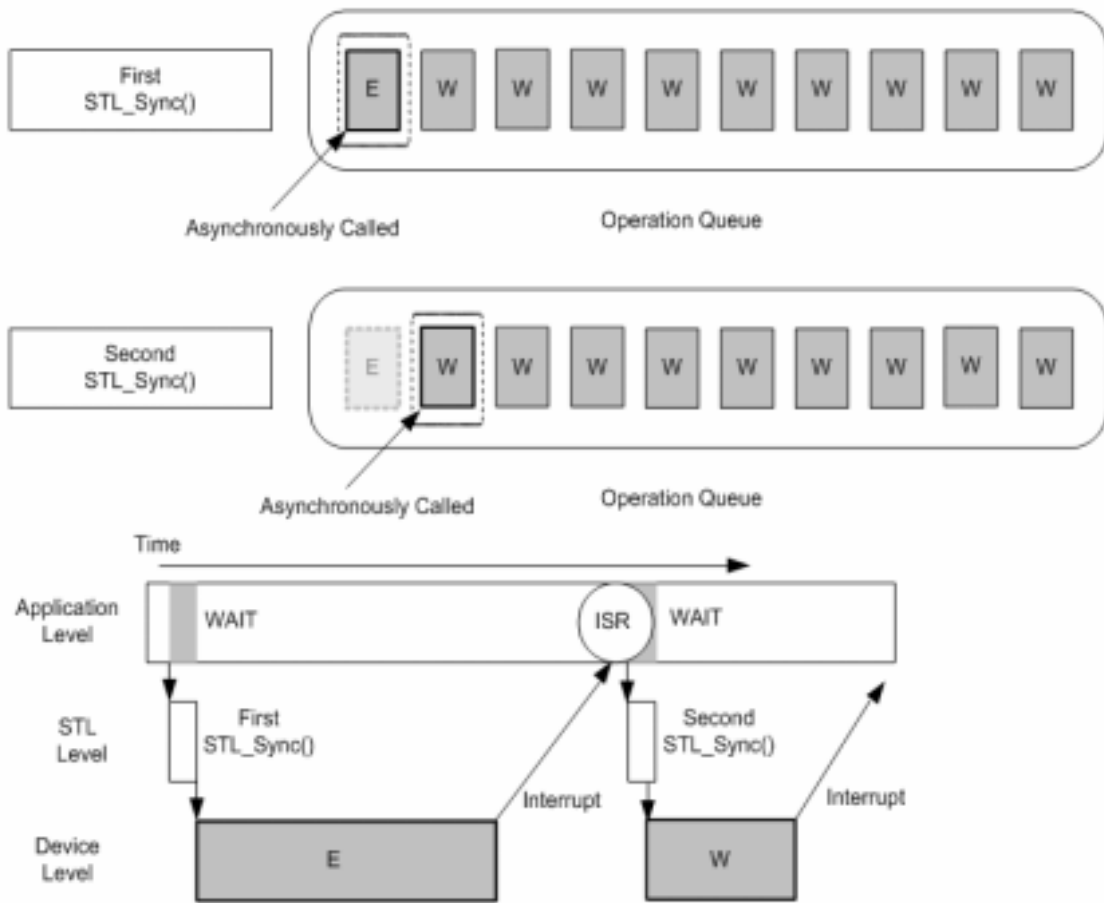 First
STL_Sync()
E W W W W W W W W W
Asynchronously Called
Operation Queue
Second
STL_Sync()
E W W W W W W W W W
Asynchronously Called
Operation Queue
Time
Application
Level
WAIT
ISR
WAIT
STL
Level
First
STL_Sync()
Second
STL_Sync()
Interrupt
Interrupt
Device
Level
E
W